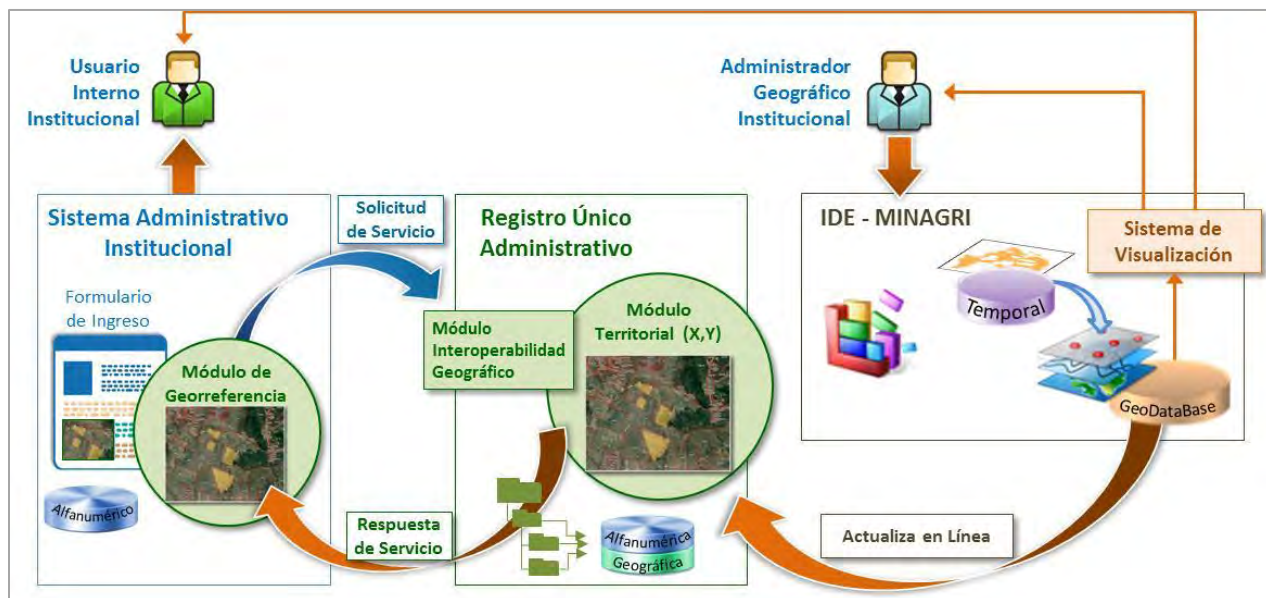 Usuario
Interno
Institucional
Administrador
Geográfico
Institucional
Sistema Administrativo
Institucional
Solicitud
de Servicio
Registro Único
Administrativo
IDE - MINAGRI
Sistema de
Visualización
Formulario
de Ingreso
Módulo de
Georreferencia
Alfanumérico
Módulo
Interoperabilidad
Geográfico
Módulo
Territorial (X,Y)
Temporal
GeoDataBase
Respuesta
de Servicio
Alfanumérica
Geográfica
Actualiza en Línea